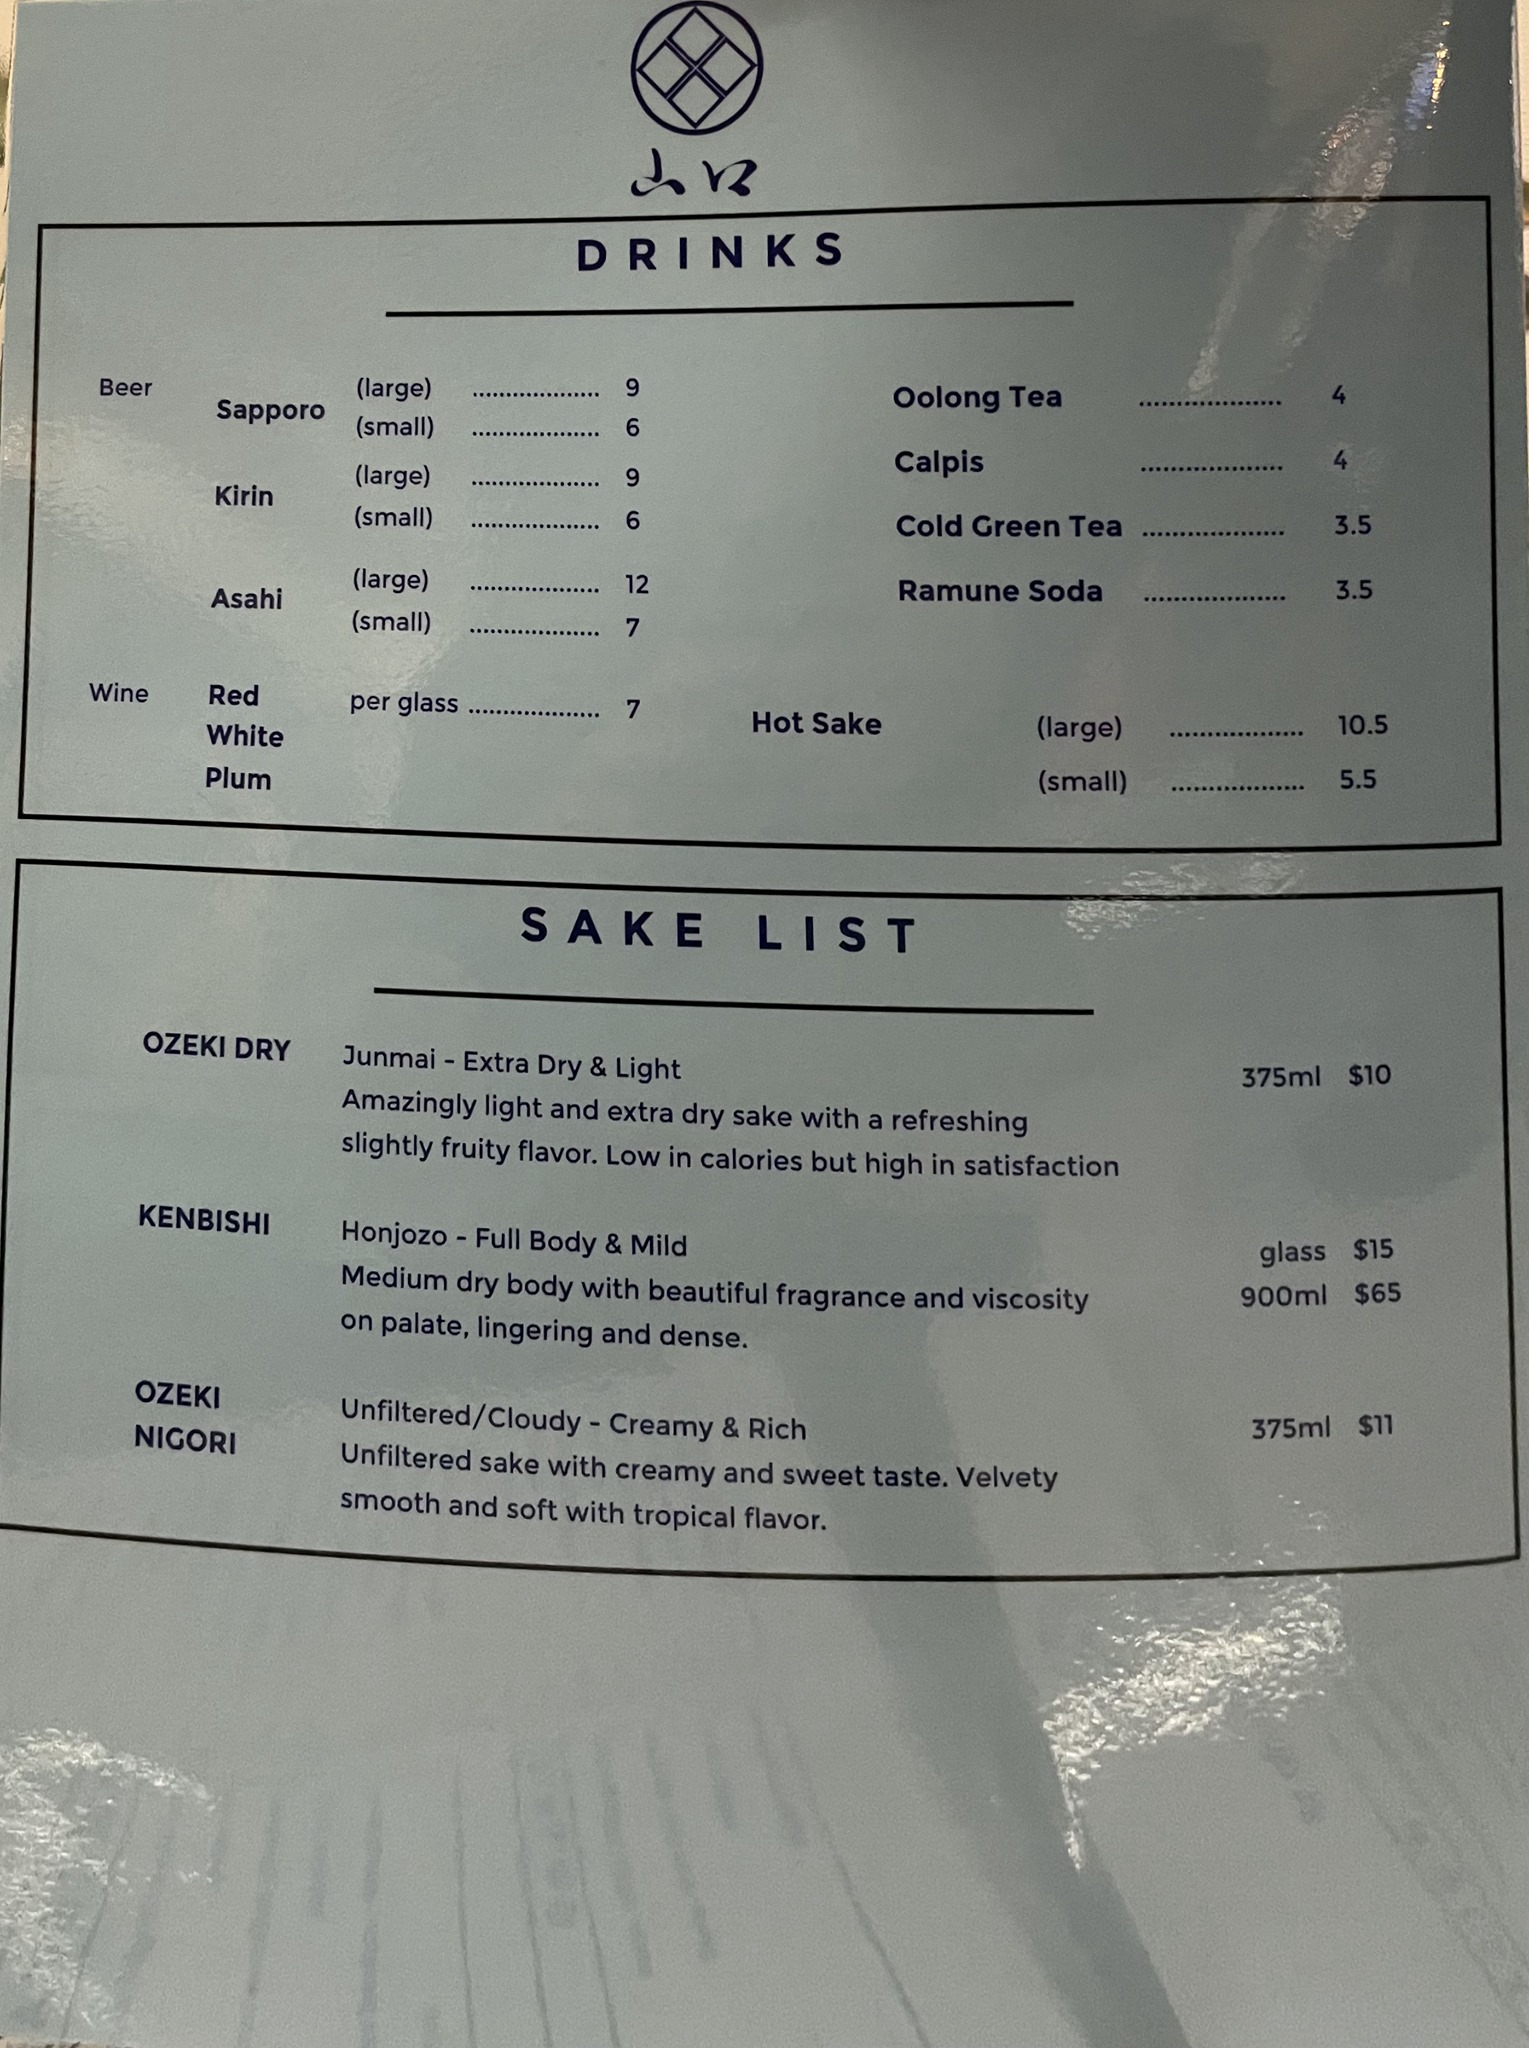 山口
DRINKS
Beer Sapporo (large) ................... 9
(small) ................... 6
Kirin (large) ................... 9
(small) ................... 6
Asahi (large) ................... 12
(small) ................... 7
Wine Red per glass ................... 7
White
Plum
Oolong Tea ................... 4
Calpis ................... 4
Cold Green Tea ................... 3.5
Ramune Soda ................... 3.5
Hot Sake (large) ................... 10.5
(small) ................... 5.5
SAKE LIST
OZEKI DRY Junmai - Extra Dry & Light 375ml $10
Amazingly light and extra dry sake with a refreshing
slightly fruity flavor. Low in calories but high in satisfaction
KENBISHI Honjozo - Full Body & Mild glass $15
Medium dry body with beautiful fragrance and viscosity 900ml $65
on palate, lingering and dense.
OZEKI Unfiltered/Cloudy - Creamy & Rich 375ml $11
NIGORI Unfiltered sake with creamy and sweet taste. Velvety
smooth and soft with tropical flavor.